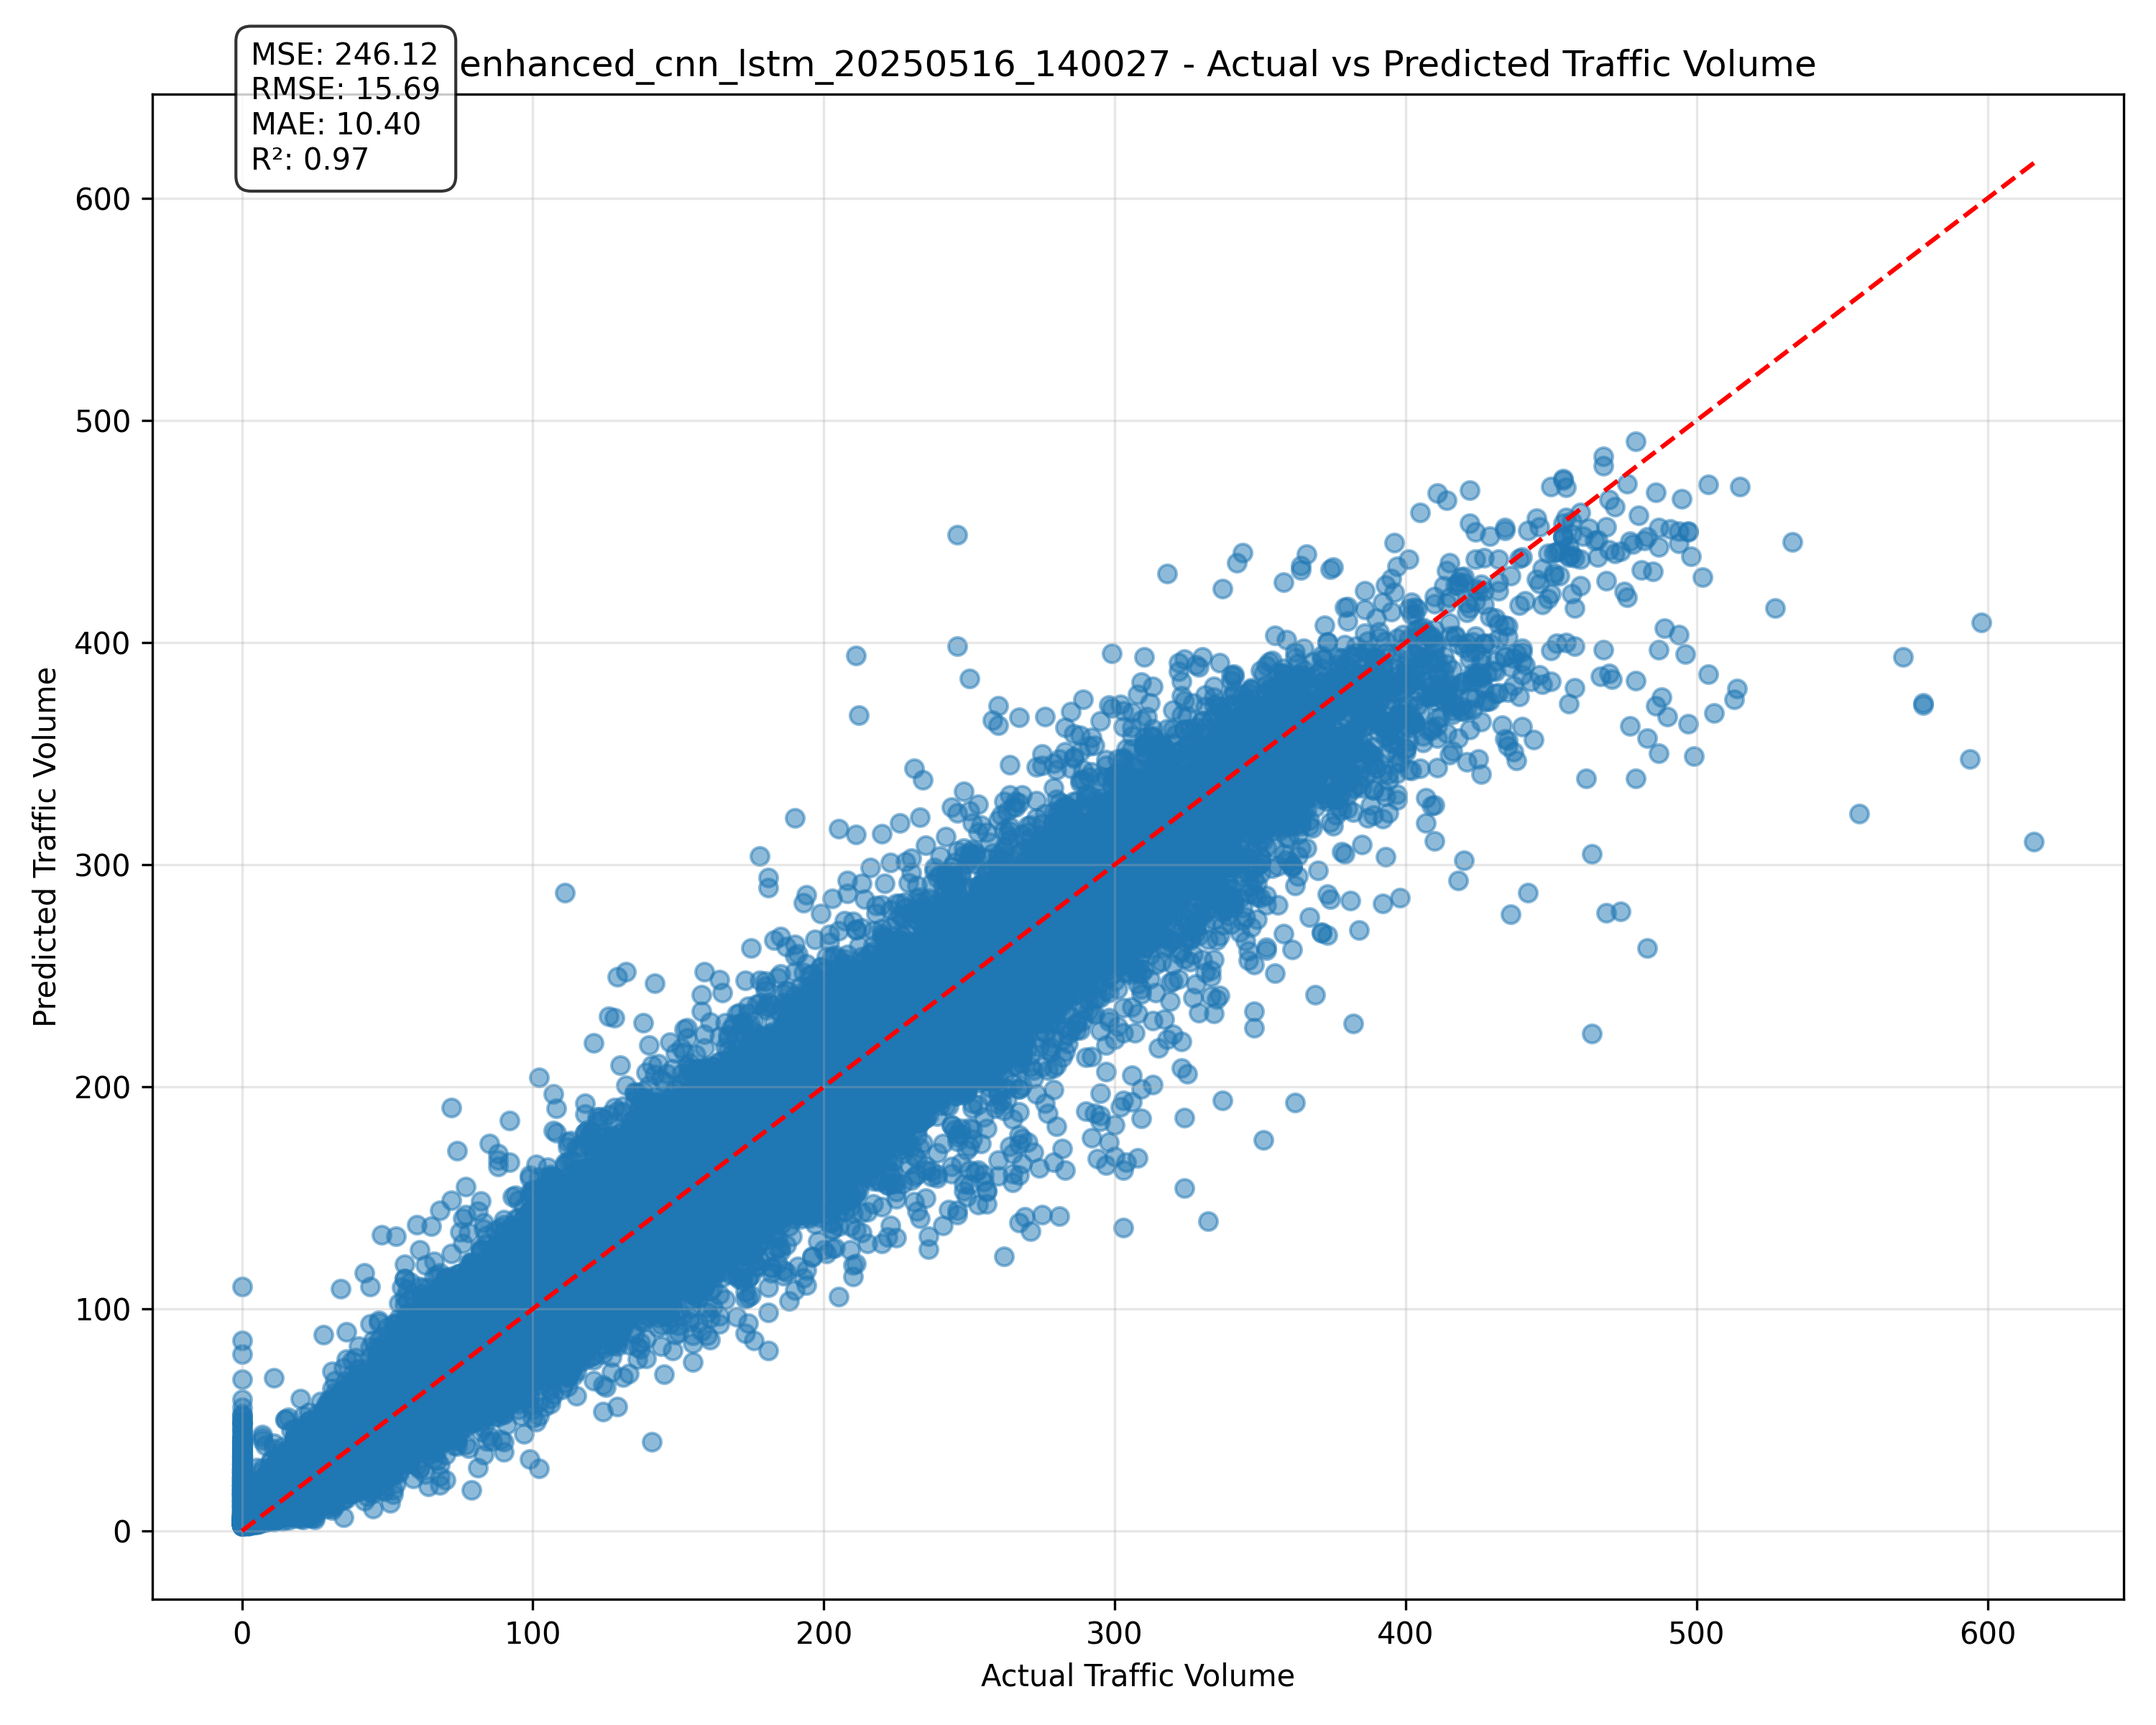 MSE: 246.12
RMSE: 15.69
MAE: 10.40
R²: 0.97
enhanced_cnn_lstm_20250516_140027 - Actual vs Predicted Traffic Volume
Predicted Traffic Volume
600
500
400
300
200
100
0
0 100 200 300 400 500 600
Actual Traffic Volume